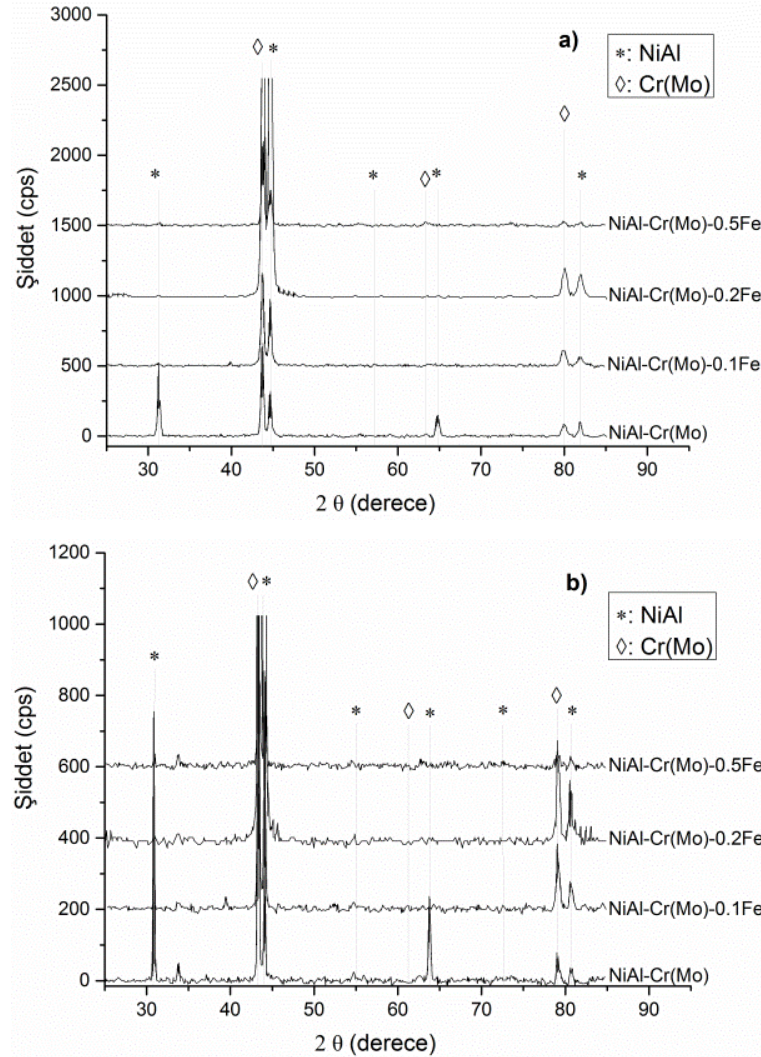 3000
a)
*: NiAl
◊: Cr(Mo)
2500
2000
1500
1000
500
0
Şiddet (cps)
◊ *
*
*
◊ *
◊
*
NiAl-Cr(Mo)-0.5Fe
NiAl-Cr(Mo)-0.2Fe
NiAl-Cr(Mo)-0.1Fe
NiAl-Cr(Mo)
30 40 50 60 70 80 90
2 θ (derece)
1200
b)
*: NiAl
◊: Cr(Mo)
1000
800
600
400
200
0
Şiddet (cps)
◊ *
*
*
◊ *
*
◊
*
NiAl-Cr(Mo)-0.5Fe
NiAl-Cr(Mo)-0.2Fe
NiAl-Cr(Mo)-0.1Fe
NiAl-Cr(Mo)
30 40 50 60 70 80 90
2 θ (derece)